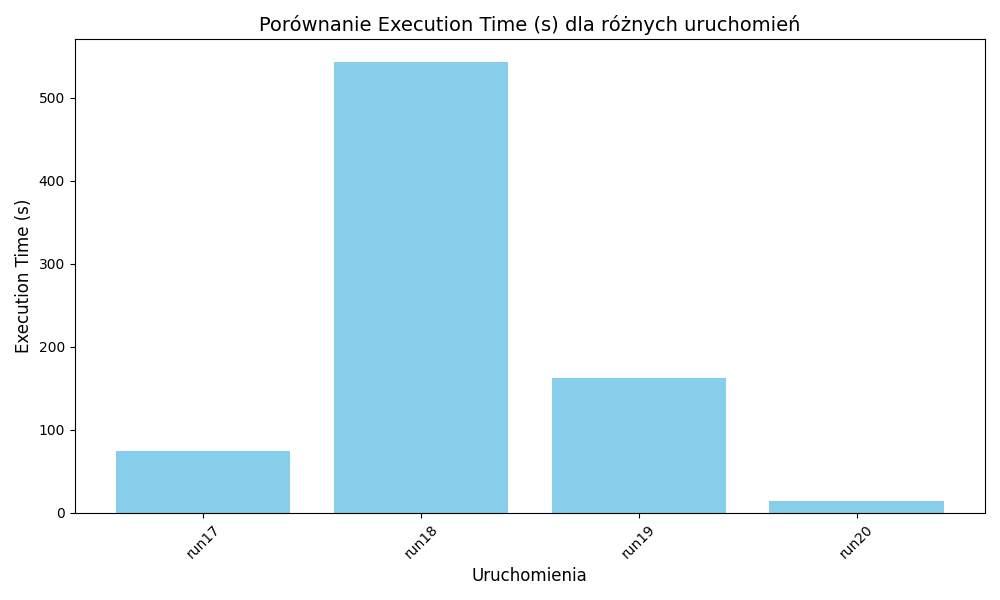 Porównanie Execution Time (s) dla różnych uruchomień
Execution Time (s)
500
400
300
200
100
0
run17
run18
run19
run20
Uruchomienia